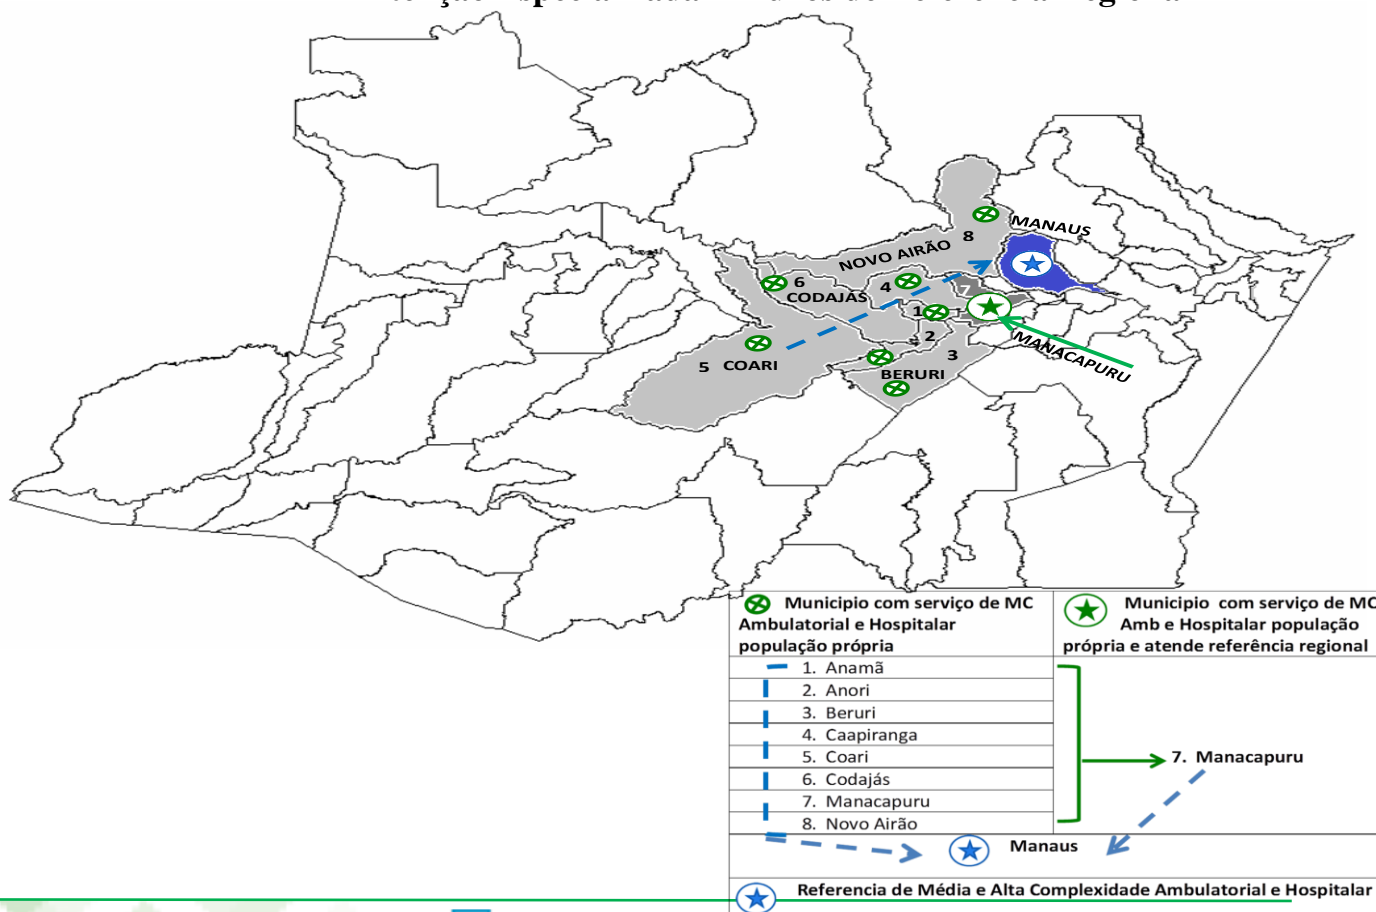 MANAUS
8
NOVO AIRÃO
6
CODAJÁS
4
7
1
2
3
MANACAPURU
5 COARI
BERURI
Municipio com serviço de MC
Ambulatorial e Hospitalar
população própria
Municipio com serviço de MC
Amb e Hospitalar população
própria e atende referência regional
1. Anamã
2. Anori
3. Beruri
4. Caapiranga
5. Coari
6. Codajás
7. Manacapuru
8. Novo Airão
7. Manacapuru
Manaus
Referencia de Média e Alta Complexidade Ambulatorial e Hospitalar